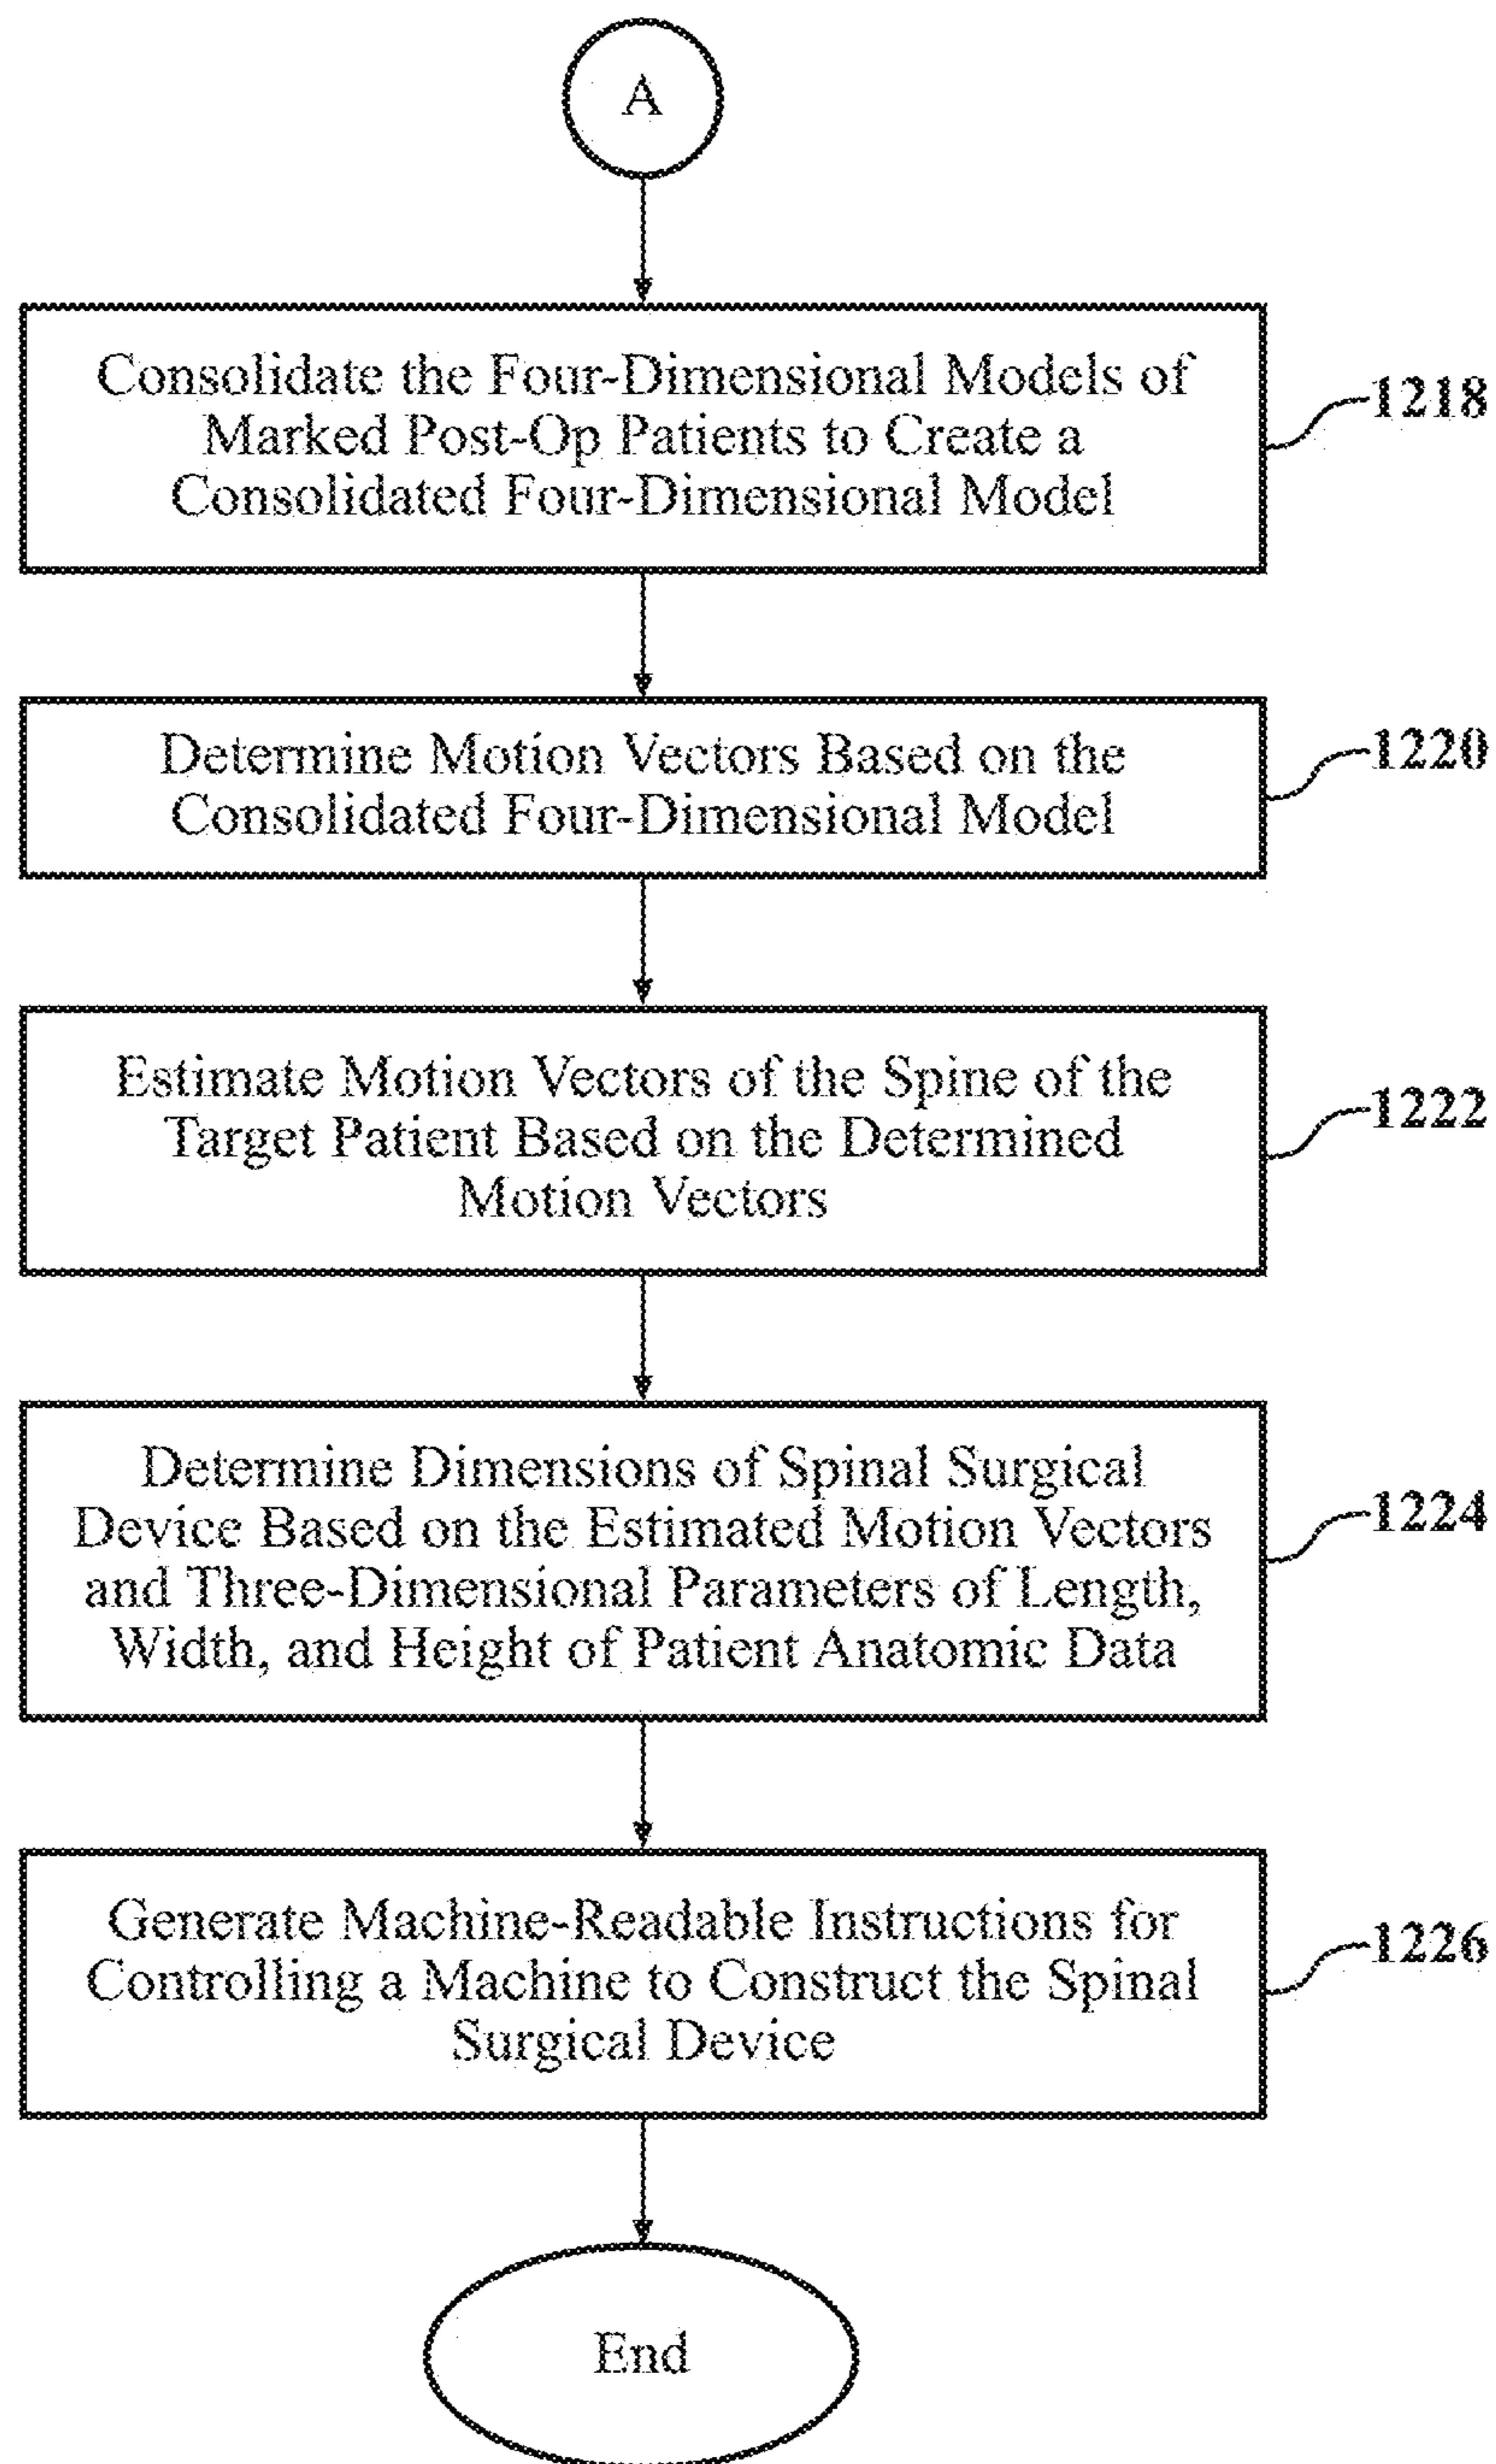 A
Consolidate the Four-Dimensional Models of
Marked Post-Op Patients to Create a
Consolidated Four-Dimensional Model
1218
Determine Motion Vectors Based on the
Consolidated Four-Dimensional Model
1220
Estimate Motion Vectors of the Spine of the
Target Patient Based on the Determined
Motion Vectors
1222
Determine Dimensions of Spinal Surgical
Device Based on the Estimated Motion Vectors
and Three-Dimensional Parameters of Length,
Width, and Height of Patient Anatomic Data
1224
Generate Machine-Readable Instructions for
Controlling a Machine to Construct the Spinal
Surgical Device
1226
End